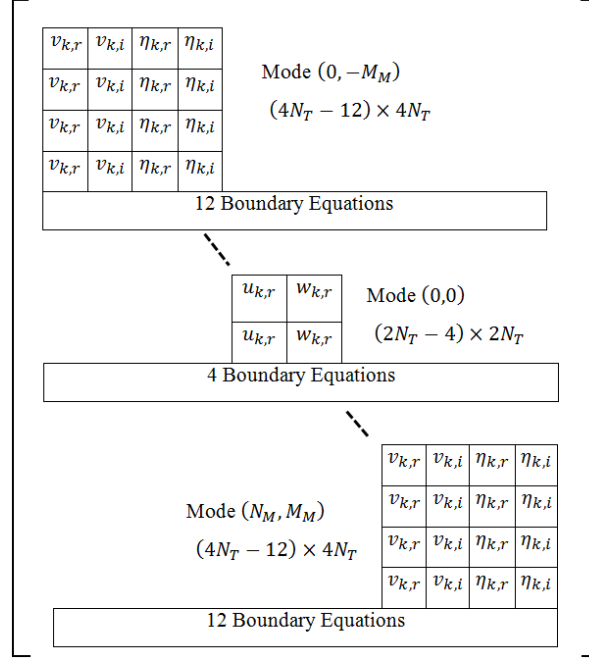 v_{k,r} v_{k,i} η_{k,r} η_{k,i}
v_{k,r} v_{k,i} η_{k,r} η_{k,i}
v_{k,r} v_{k,i} η_{k,r} η_{k,i}
v_{k,r} v_{k,i} η_{k,r} η_{k,i}
Mode (0, −M_M)
(4N_T − 12) × 4N_T
12 Boundary Equations
u_{k,r} w_{k,r}
u_{k,r} w_{k,r}
Mode (0,0)
(2N_T − 4) × 2N_T
4 Boundary Equations
Mode (N_M, M_M)
(4N_T − 12) × 4N_T
v_{k,r} v_{k,i} η_{k,r} η_{k,i}
v_{k,r} v_{k,i} η_{k,r} η_{k,i}
v_{k,r} v_{k,i} η_{k,r} η_{k,i}
v_{k,r} v_{k,i} η_{k,r} η_{k,i}
12 Boundary Equations